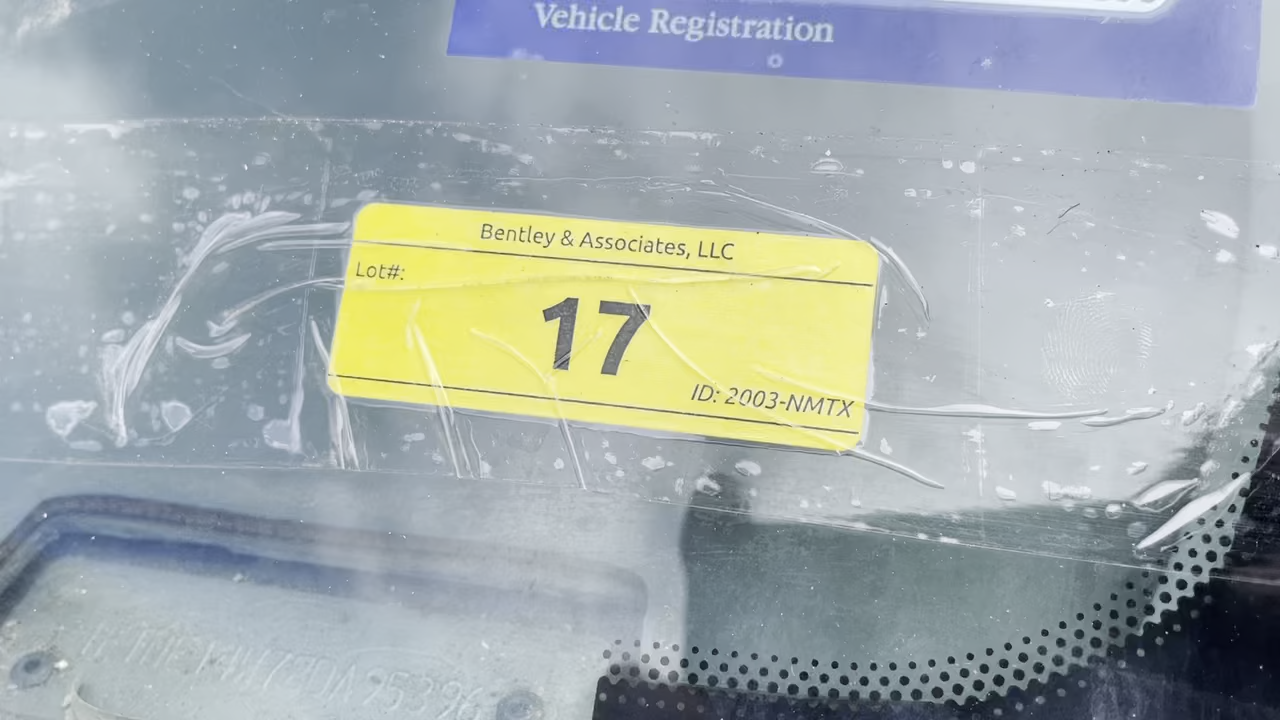 Vehicle Registration
Bentley & Associates, LLC
Lot#:
17
ID: 2003-NMTX